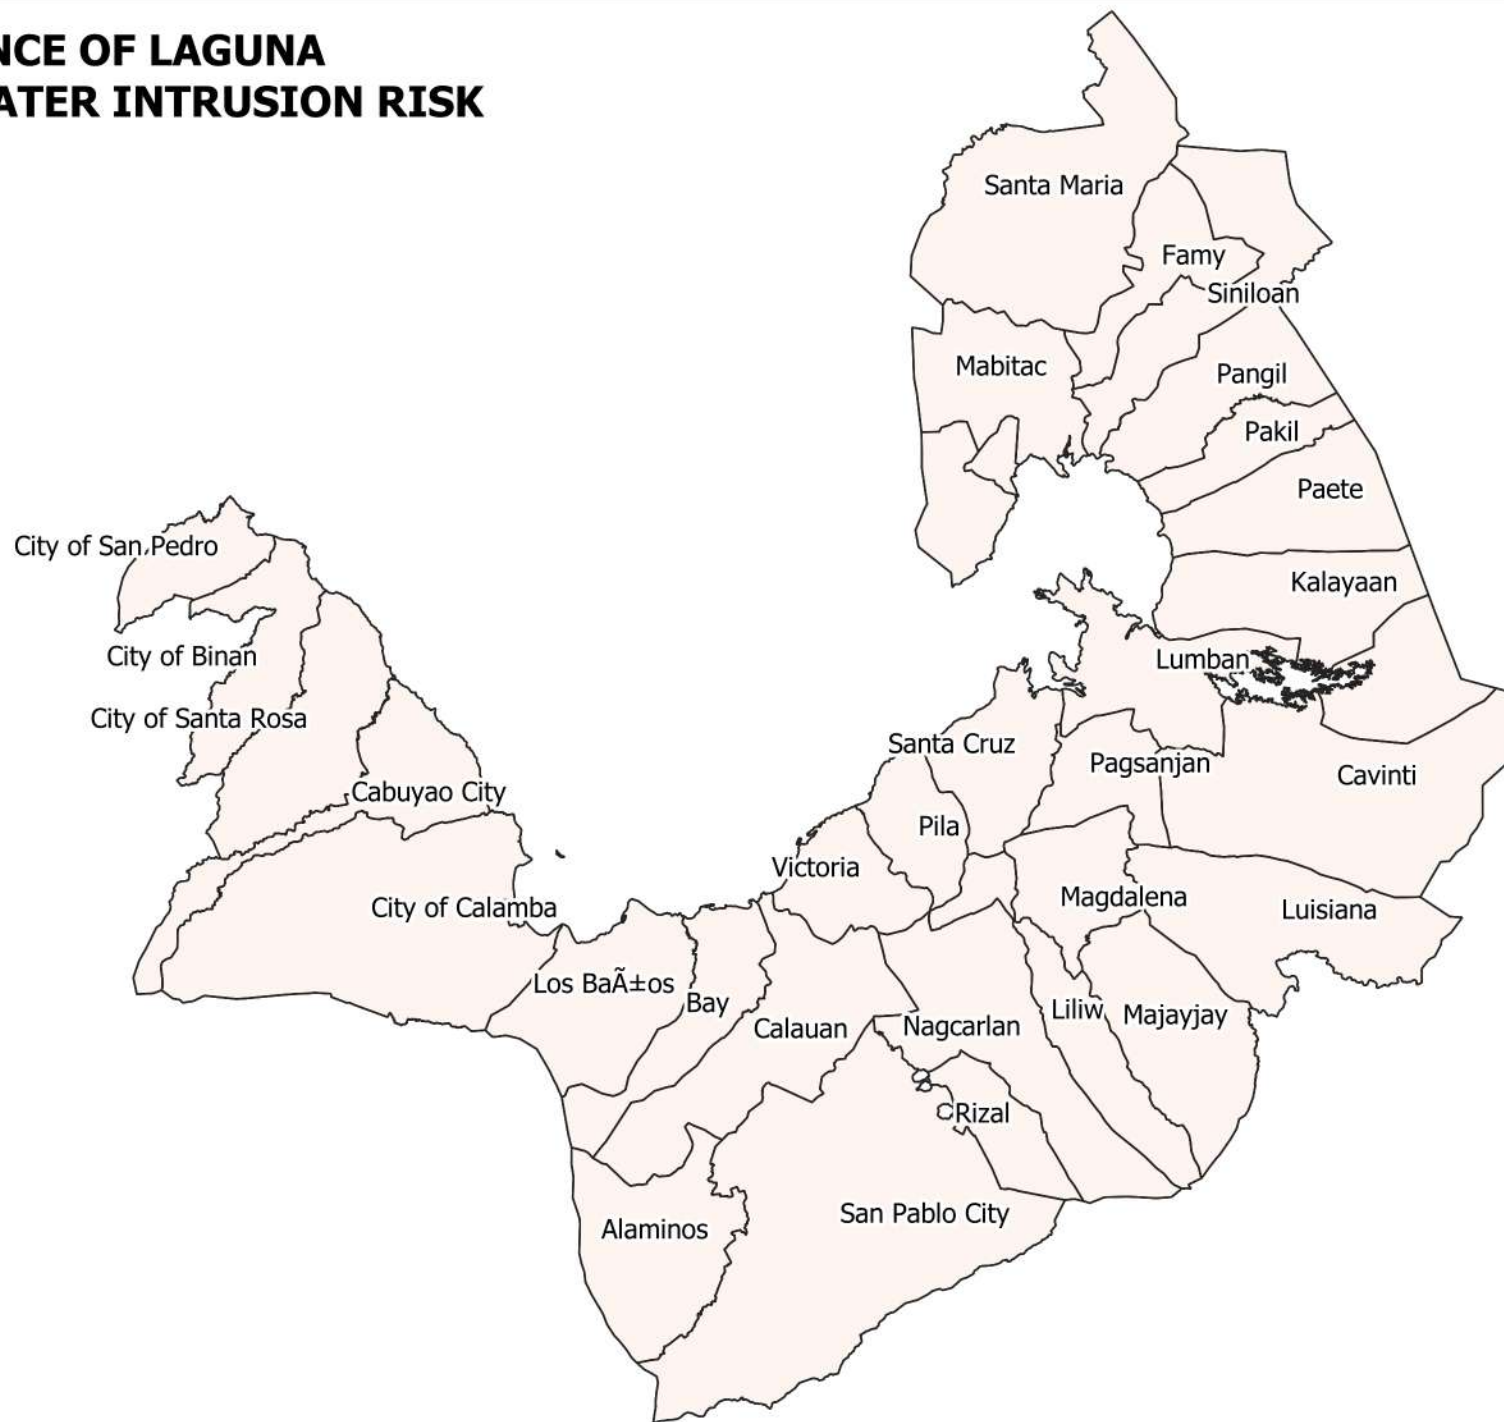 NCE OF LAGUNA
ATER INTRUSION RISK
Santa Maria
Famy
Siniloan
Mabitac
Pangil
Pakil
Paete
City of San Pedro
Kalayaan
City of Binan
Lumban
City of Santa Rosa
Santa Cruz
Pagsanjan
Cavinti
Cabuyao City
Pila
Victoria
Magdalena
City of Calamba
Luisiana
Los BaÃ±os
Bay
Liliw
Majayjay
Calauan
Nagcarlan
Rizal
San Pablo City
Alaminos